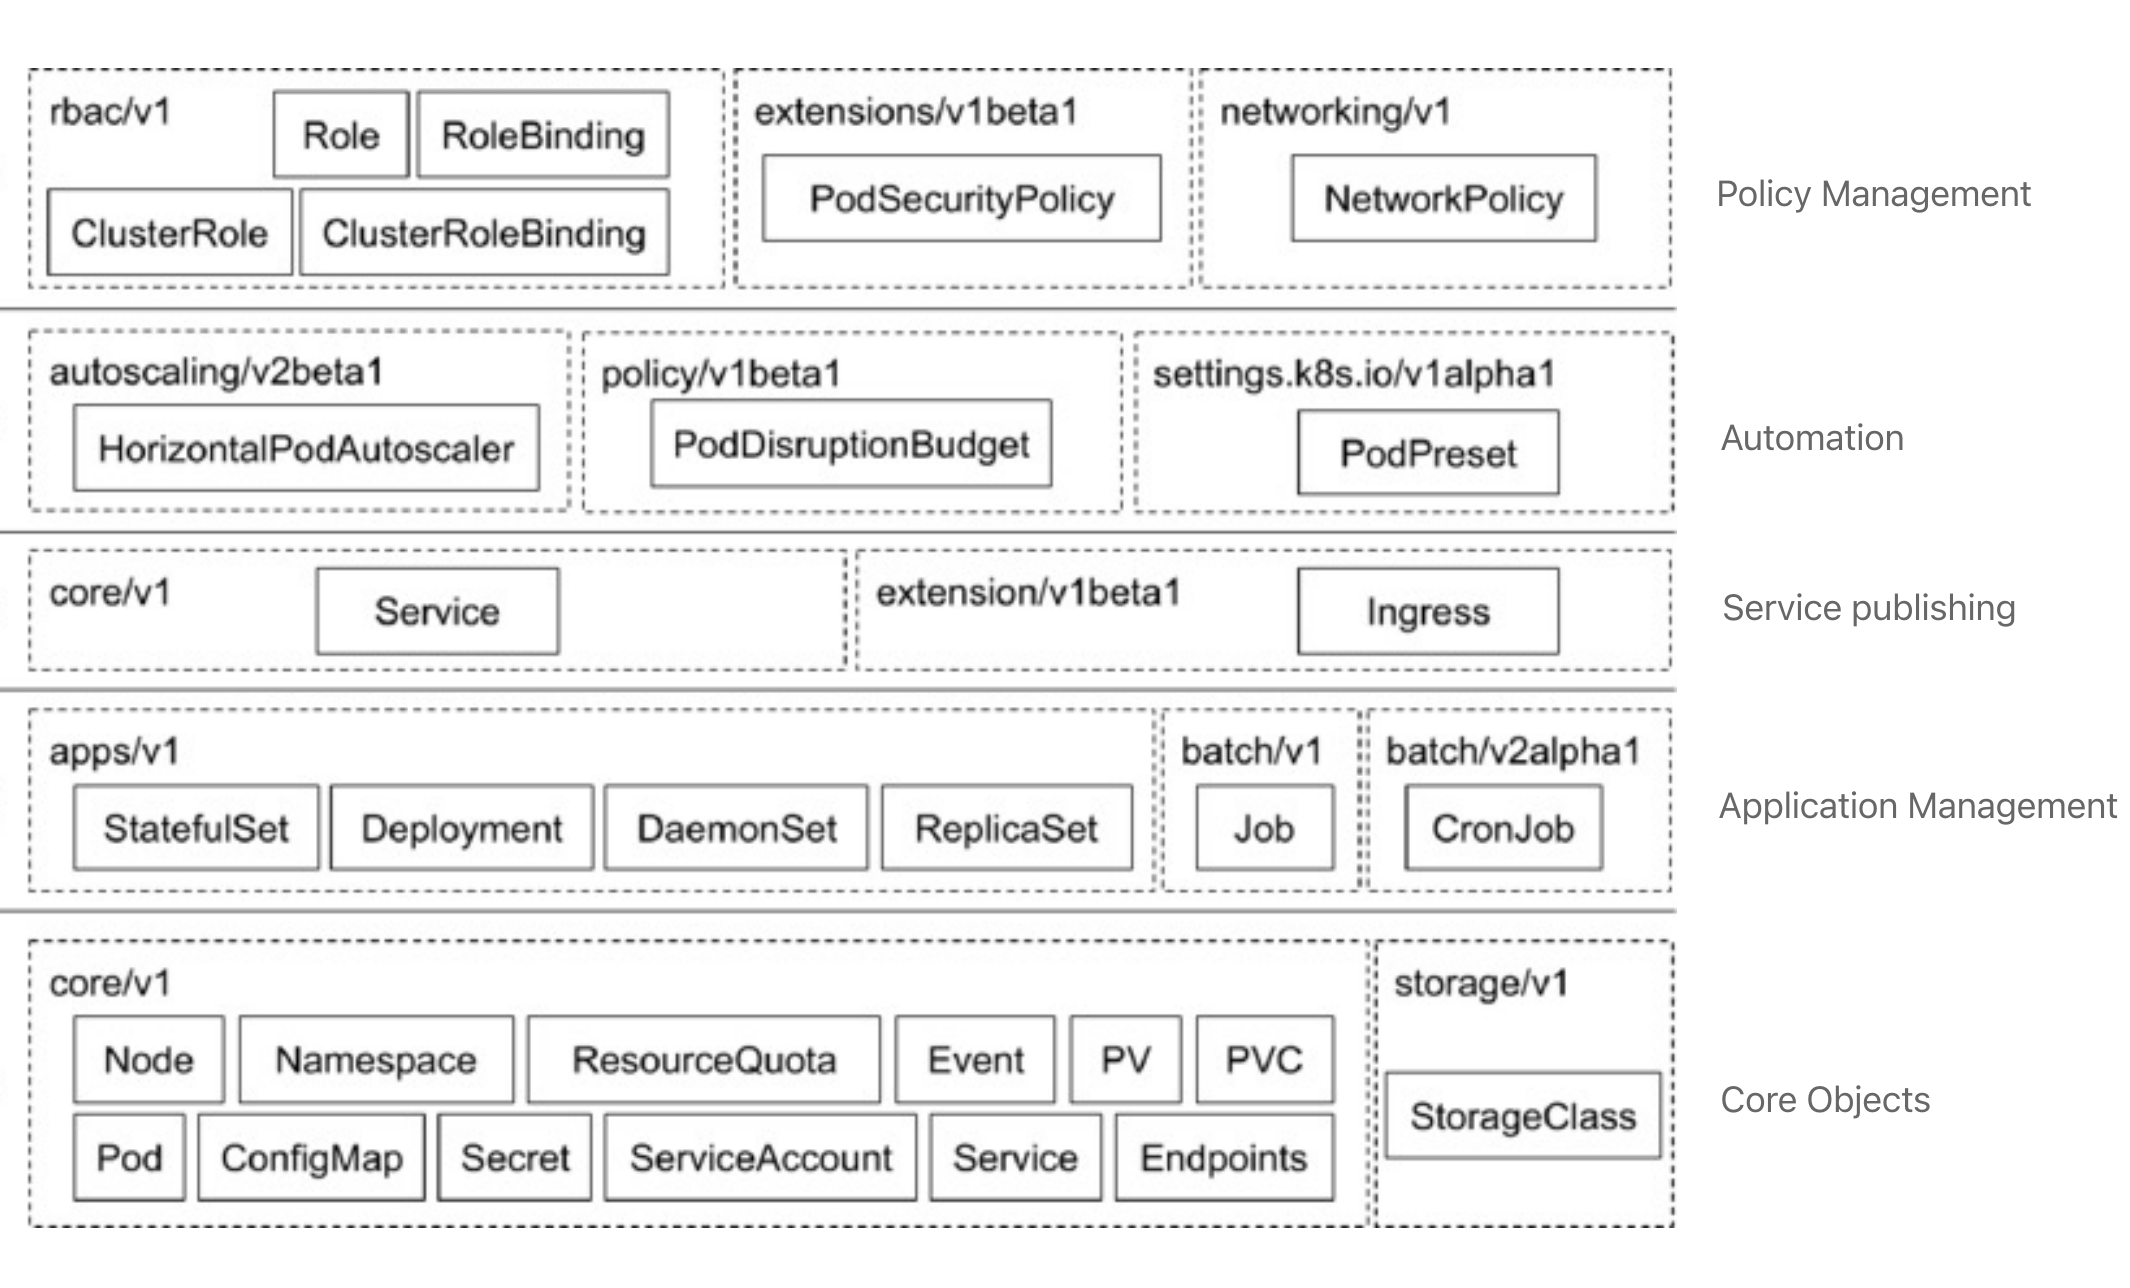 rbac/v1
Role
RoleBinding
ClusterRole
ClusterRoleBinding
extensions/v1beta1
PodSecurityPolicy
networking/v1
NetworkPolicy
Policy Management
autoscaling/v2beta1
HorizontalPodAutoscaler
policy/v1beta1
PodDisruptionBudget
settings.k8s.io/v1alpha1
PodPreset
Automation
core/v1
Service
extension/v1beta1
Ingress
Service publishing
apps/v1
StatefulSet
Deployment
DaemonSet
ReplicaSet
batch/v1
Job
batch/v2alpha1
CronJob
Application Management
core/v1
Node
Namespace
ResourceQuota
Event
PV
PVC
Pod
ConfigMap
Secret
ServiceAccount
Service
Endpoints
storage/v1
StorageClass
Core Objects